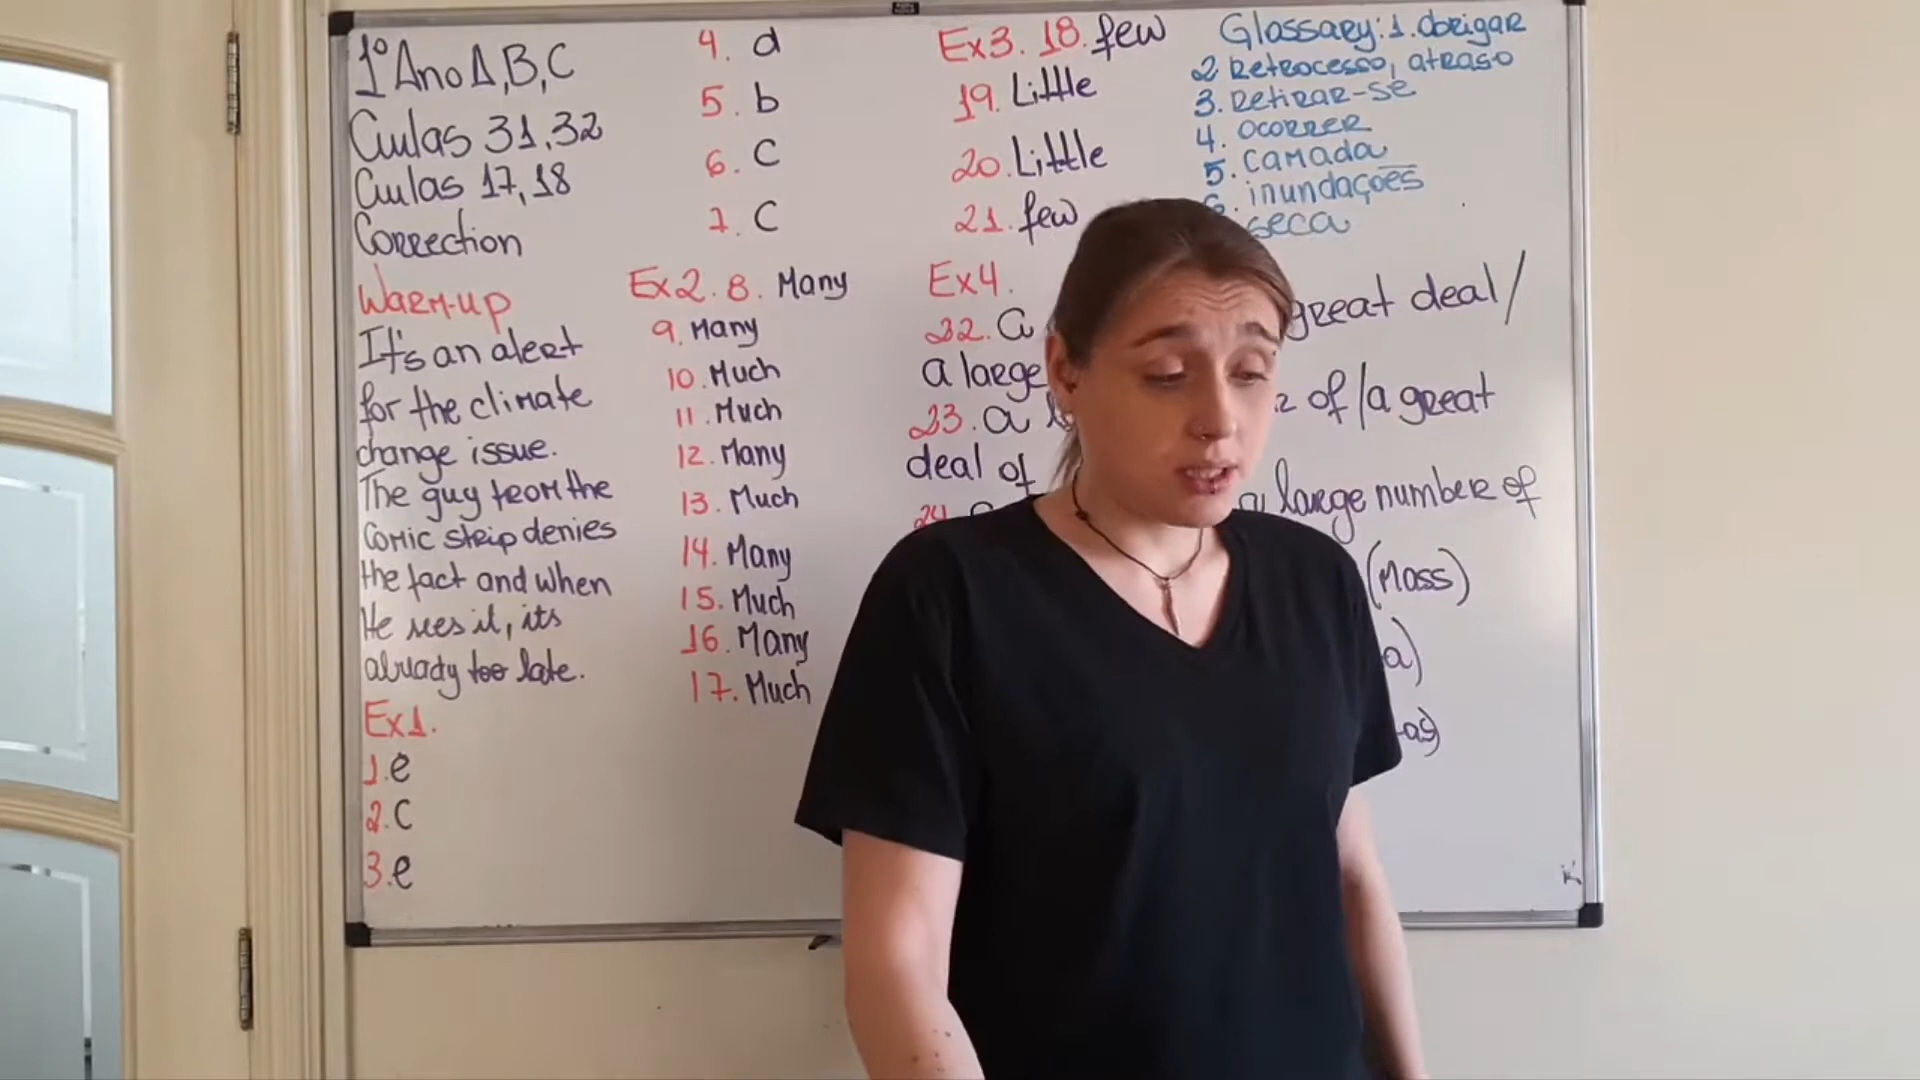 1º Ano A, B, C
Aulas 31, 32
Aulas 17, 18
Correction
Warm-up
It's an alert
for the climate
change issue.
The guy from the
Comic strip denies
the fact and when
He sees it, its
already too late.
Ex1.
1. e
2. C
3. e
4. d
5. b
6. C
7. C
Ex2. 8. Many
9. Many
10. Much
11. Much
12. Many
13. Much
14. Many
15. Much
16. Many
17. Much
Ex3. 18. few
19. Little
20. Little
21. few
Ex4.
22. a great deal /
a large of / a great
23. a
deal of a large number of
24. (Mass)
Glossary: 1. obrigar
2. Retrocesso, atraso
3. Retirar-se
4. ocorrer
5. camada
6. inundações
seca